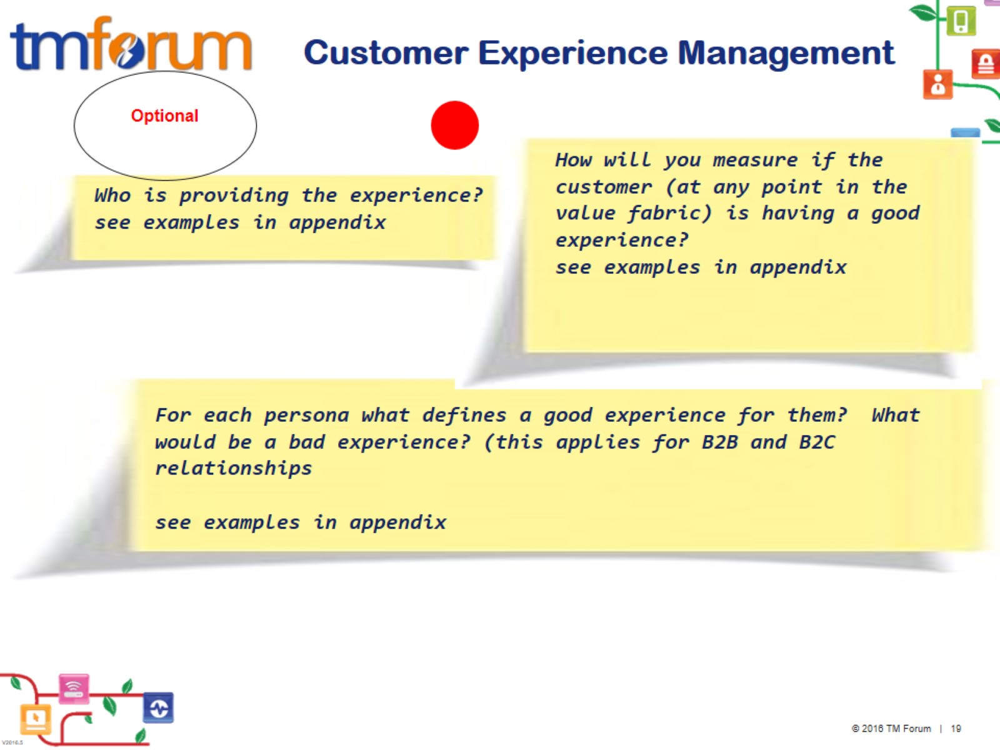 tmforum
Customer Experience Management
Optional
Who is providing the experience?
see examples in appendix
How will you measure if the
customer (at any point in the
value fabric) is having a good
experience?
see examples in appendix
For each persona what defines a good experience for them?  What
would be a bad experience? (this applies for B2B and B2C
relationships
see examples in appendix
© 2016 TM Forum | 19
V2016.5